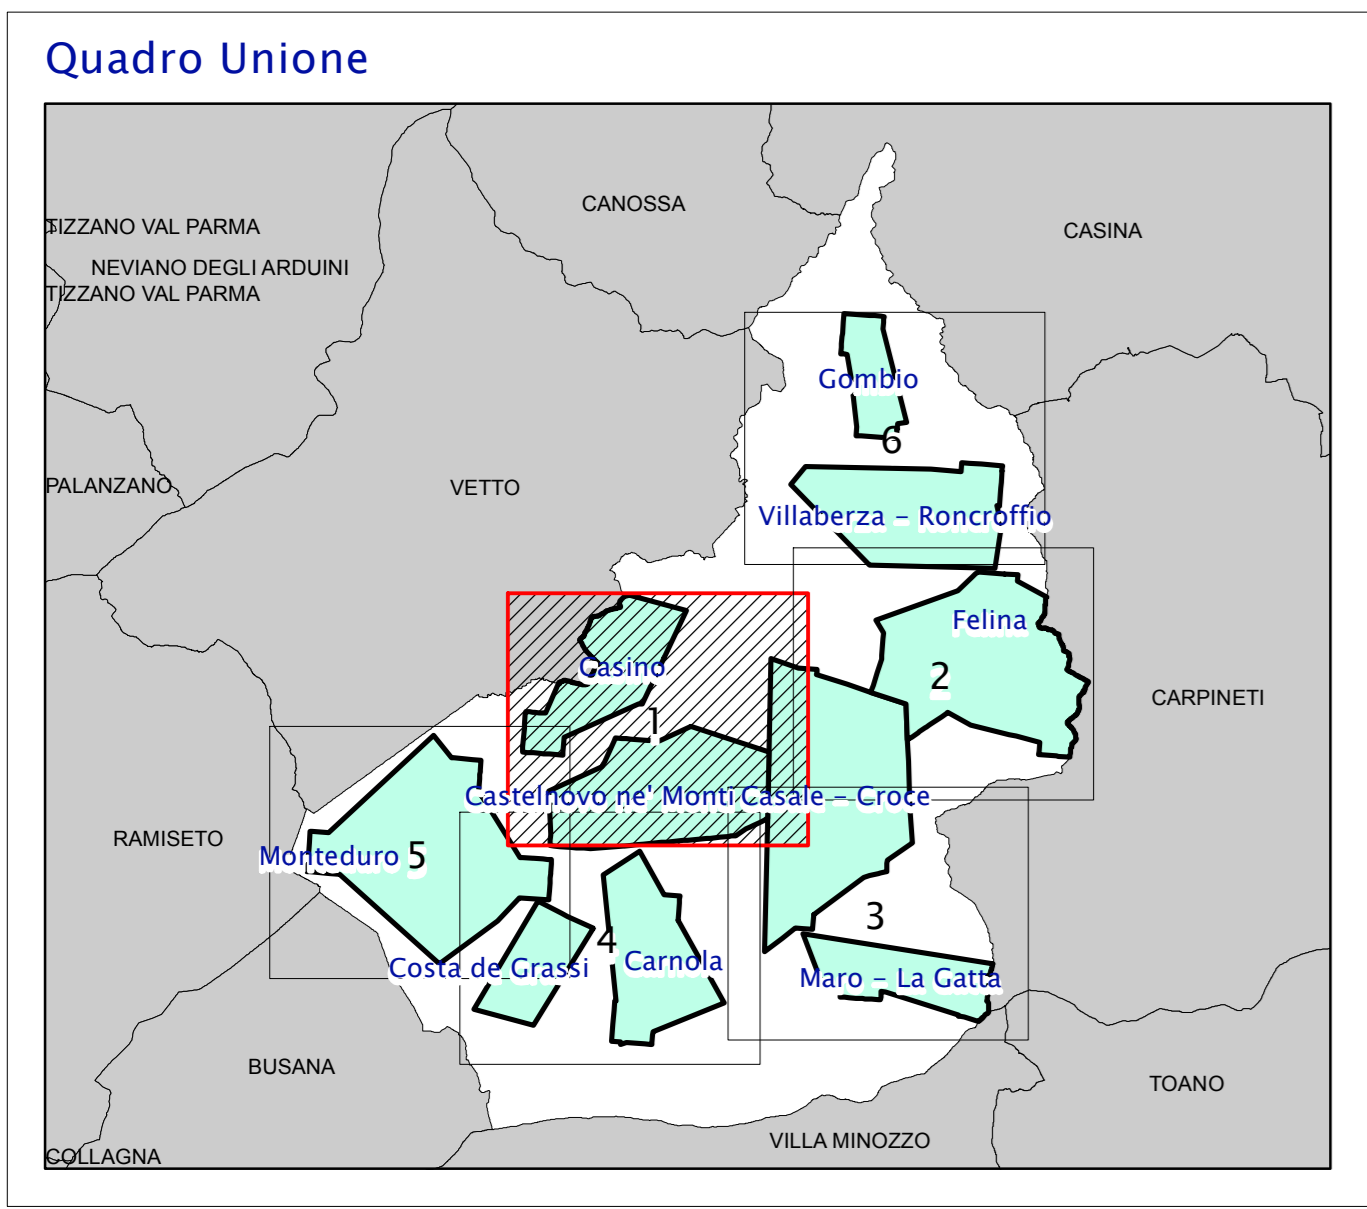 Quadro Unione
CANOSSA
TIZZANO VAL PARMA
CASINA
NEVIANO DEGLI ARDUINI
TIZZANO VAL PARMA
Gombio
6
PALANZANO
VETTO
Villaberza – Roncroffio
Felina
Casino
2
CARPINETI
1
Castelnovo ne' Monti
Casale – Croce
RAMISETO
Monteduro
5
3
4
Costa de Grassi
Carnola
Maro – La Gatta
BUSANA
TOANO
VILLA MINOZZO
COLLAGNA